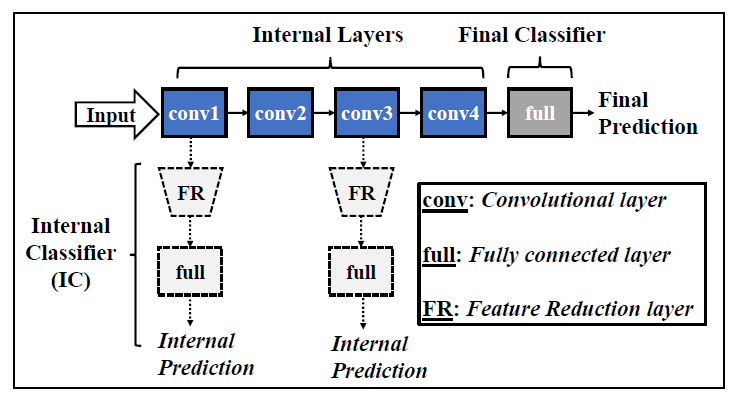 Internal Layers
Final Classifier
Input
conv1
conv2
conv3
conv4
full
Final
Prediction
Internal
Classifier
(IC)
FR
full
Internal
Prediction
FR
full
Internal
Prediction
conv: Convolutional layer
full: Fully connected layer
FR: Feature Reduction layer